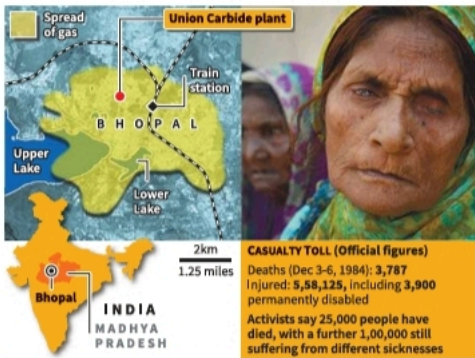 Spread
of gas
Union Carbide plant
Train
station
BHOPAL
Upper
Lake
Lower
Lake
2km
1.25 miles
Bhopal
INDIA
MADHYA
PRADESH
CASUALTY TOLL (Official figures)
Deaths (Dec 3-6, 1984): 3,787
Injured: 5,58,125, including 3,900
permanently disabled
Activists say 25,000 people have
died, with a further 1,00,000 still
suffering from different sicknesses